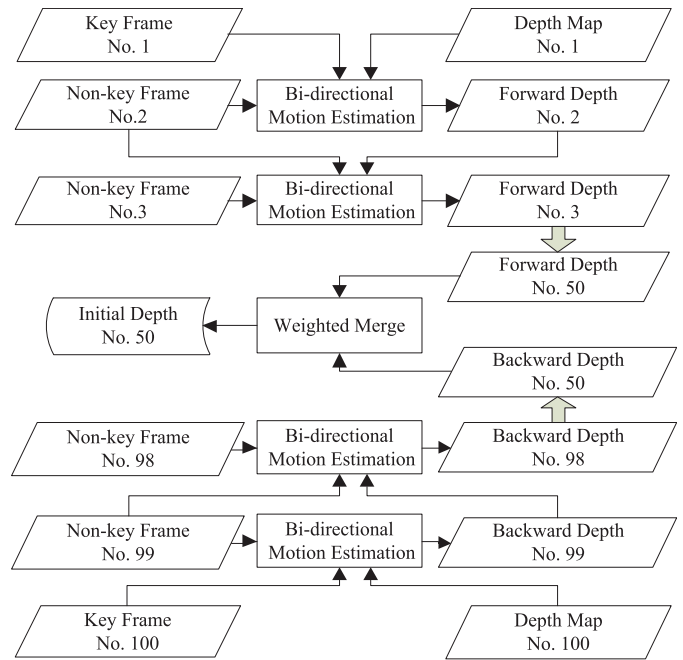 Key Frame
No. 1
Depth Map
No. 1
Non-key Frame
No.2
Bi-directional
Motion Estimation
Forward Depth
No. 2
Non-key Frame
No.3
Bi-directional
Motion Estimation
Forward Depth
No. 3
Forward Depth
No. 50
Initial Depth
No. 50
Weighted Merge
Backward Depth
No. 50
Non-key Frame
No. 98
Bi-directional
Motion Estimation
Backward Depth
No. 98
Non-key Frame
No. 99
Bi-directional
Motion Estimation
Backward Depth
No. 99
Key Frame
No. 100
Depth Map
No. 100